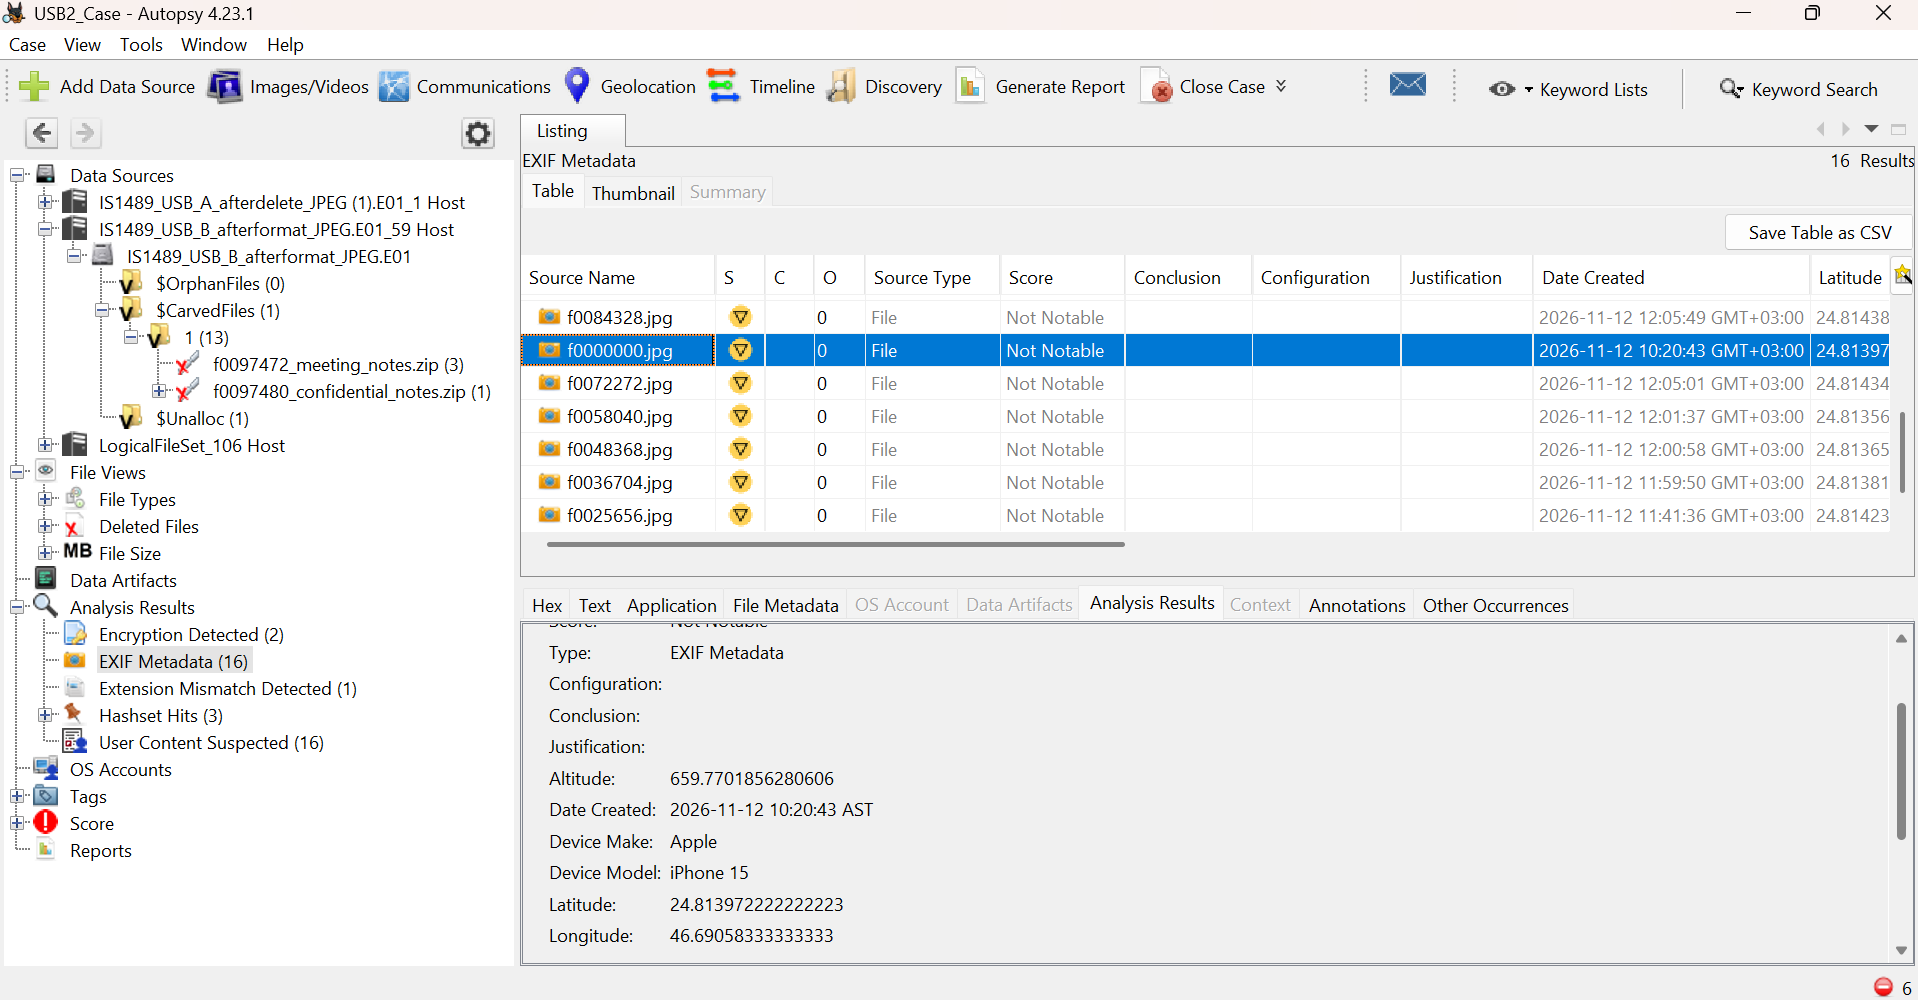 USB2_Case - Autopsy 4.23.1
Case View Tools Window Help
Add Data Source Images/Videos Communications Geolocation Timeline Discovery Generate Report Close Case Keyword Lists Keyword Search
Data Sources
IS1489_USB_A_afterdelete_JPEG (1).E01_1 Host
IS1489_USB_B_afterformat_JPEG.E01_59 Host
IS1489_USB_B_afterformat_JPEG.E01
$OrphanFiles (0)
$CarvedFiles (1)
1 (13)
f0097472_meeting_notes.zip (3)
f0097480_confidential_notes.zip (1)
$Unalloc (1)
LogicalFileSet_106 Host
File Views
File Types
Deleted Files
MB File Size
Data Artifacts
Analysis Results
Encryption Detected (2)
EXIF Metadata (16)
Extension Mismatch Detected (1)
Hashset Hits (3)
User Content Suspected (16)
OS Accounts
Tags
Score
Reports
Listing
EXIF Metadata 16 Results
Table Thumbnail Summary
Save Table as CSV
Source Name S C O Source Type Score Conclusion Configuration Justification Date Created Latitude
f0084328.jpg 0 File Not Notable 2026-11-12 12:05:49 GMT+03:00 24.81438
f0000000.jpg 0 File Not Notable 2026-11-12 10:20:43 GMT+03:00 24.81397
f0072272.jpg 0 File Not Notable 2026-11-12 12:05:01 GMT+03:00 24.81434
f0058040.jpg 0 File Not Notable 2026-11-12 12:01:37 GMT+03:00 24.81356
f0048368.jpg 0 File Not Notable 2026-11-12 12:00:58 GMT+03:00 24.81365
f0036704.jpg 0 File Not Notable 2026-11-12 11:59:50 GMT+03:00 24.81381
f0025656.jpg 0 File Not Notable 2026-11-12 11:41:36 GMT+03:00 24.81423
Hex Text Application File Metadata OS Account Data Artifacts Analysis Results Context Annotations Other Occurrences
Score: Not Notable
Type: EXIF Metadata
Configuration:
Conclusion:
Justification:
Altitude: 659.7701856280606
Date Created: 2026-11-12 10:20:43 AST
Device Make: Apple
Device Model: iPhone 15
Latitude: 24.813972222222223
Longitude: 46.69058333333333
6